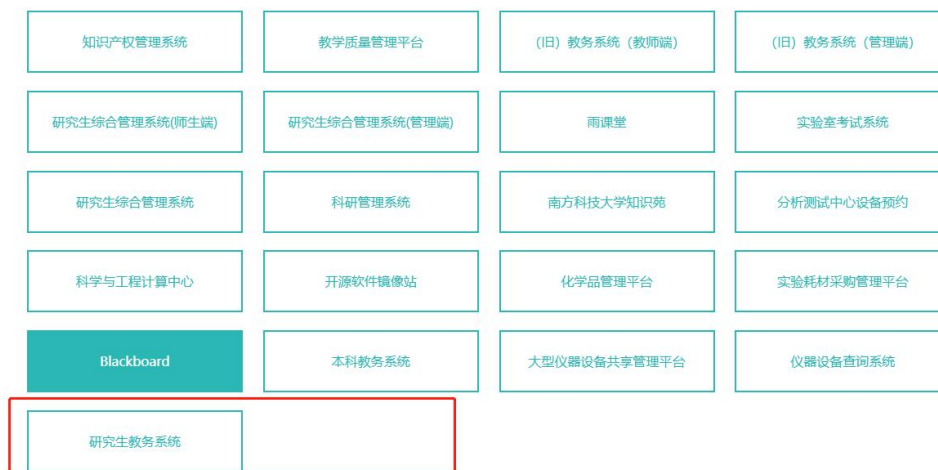 知识产权管理系统
教学质量管理平台
(旧) 教务系统 (教师端)
(旧) 教务系统 (管理端)
研究生综合管理系统(师生端)
研究生综合管理系统(管理端)
雨课堂
实验室考试系统
研究生综合管理系统
科研管理系统
南方科技大学知识苑
分析测试中心设备预约
科学与工程计算中心
开源软件镜像站
化学品管理平台
实验耗材采购管理平台
Blackboard
本科教务系统
大型仪器设备共享管理平台
仪器设备查询系统
研究生教务系统